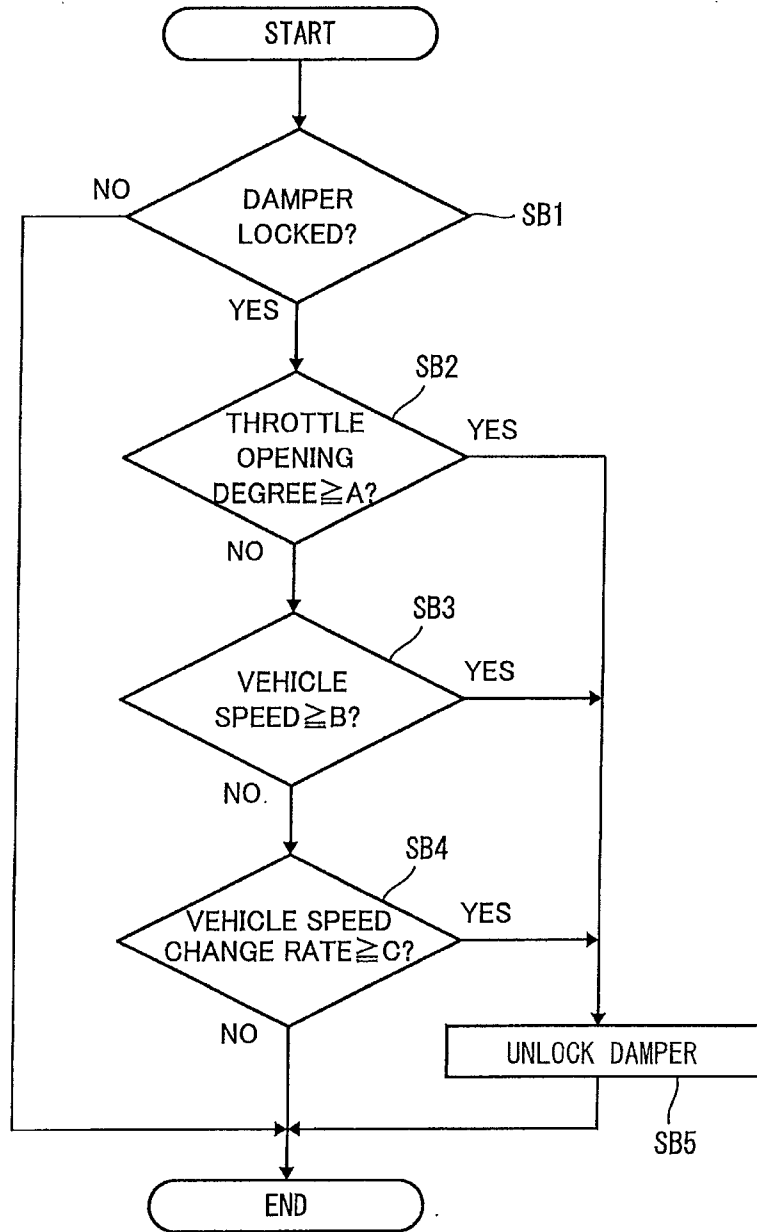 START
NO
DAMPER
LOCKED?
SB1
YES
SB2
THROTTLE
OPENING
DEGREE≧A?
YES
NO
SB3
VEHICLE
SPEED≧B?
YES
NO
SB4
VEHICLE SPEED
CHANGE RATE≧C?
YES
NO
UNLOCK DAMPER
SB5
END